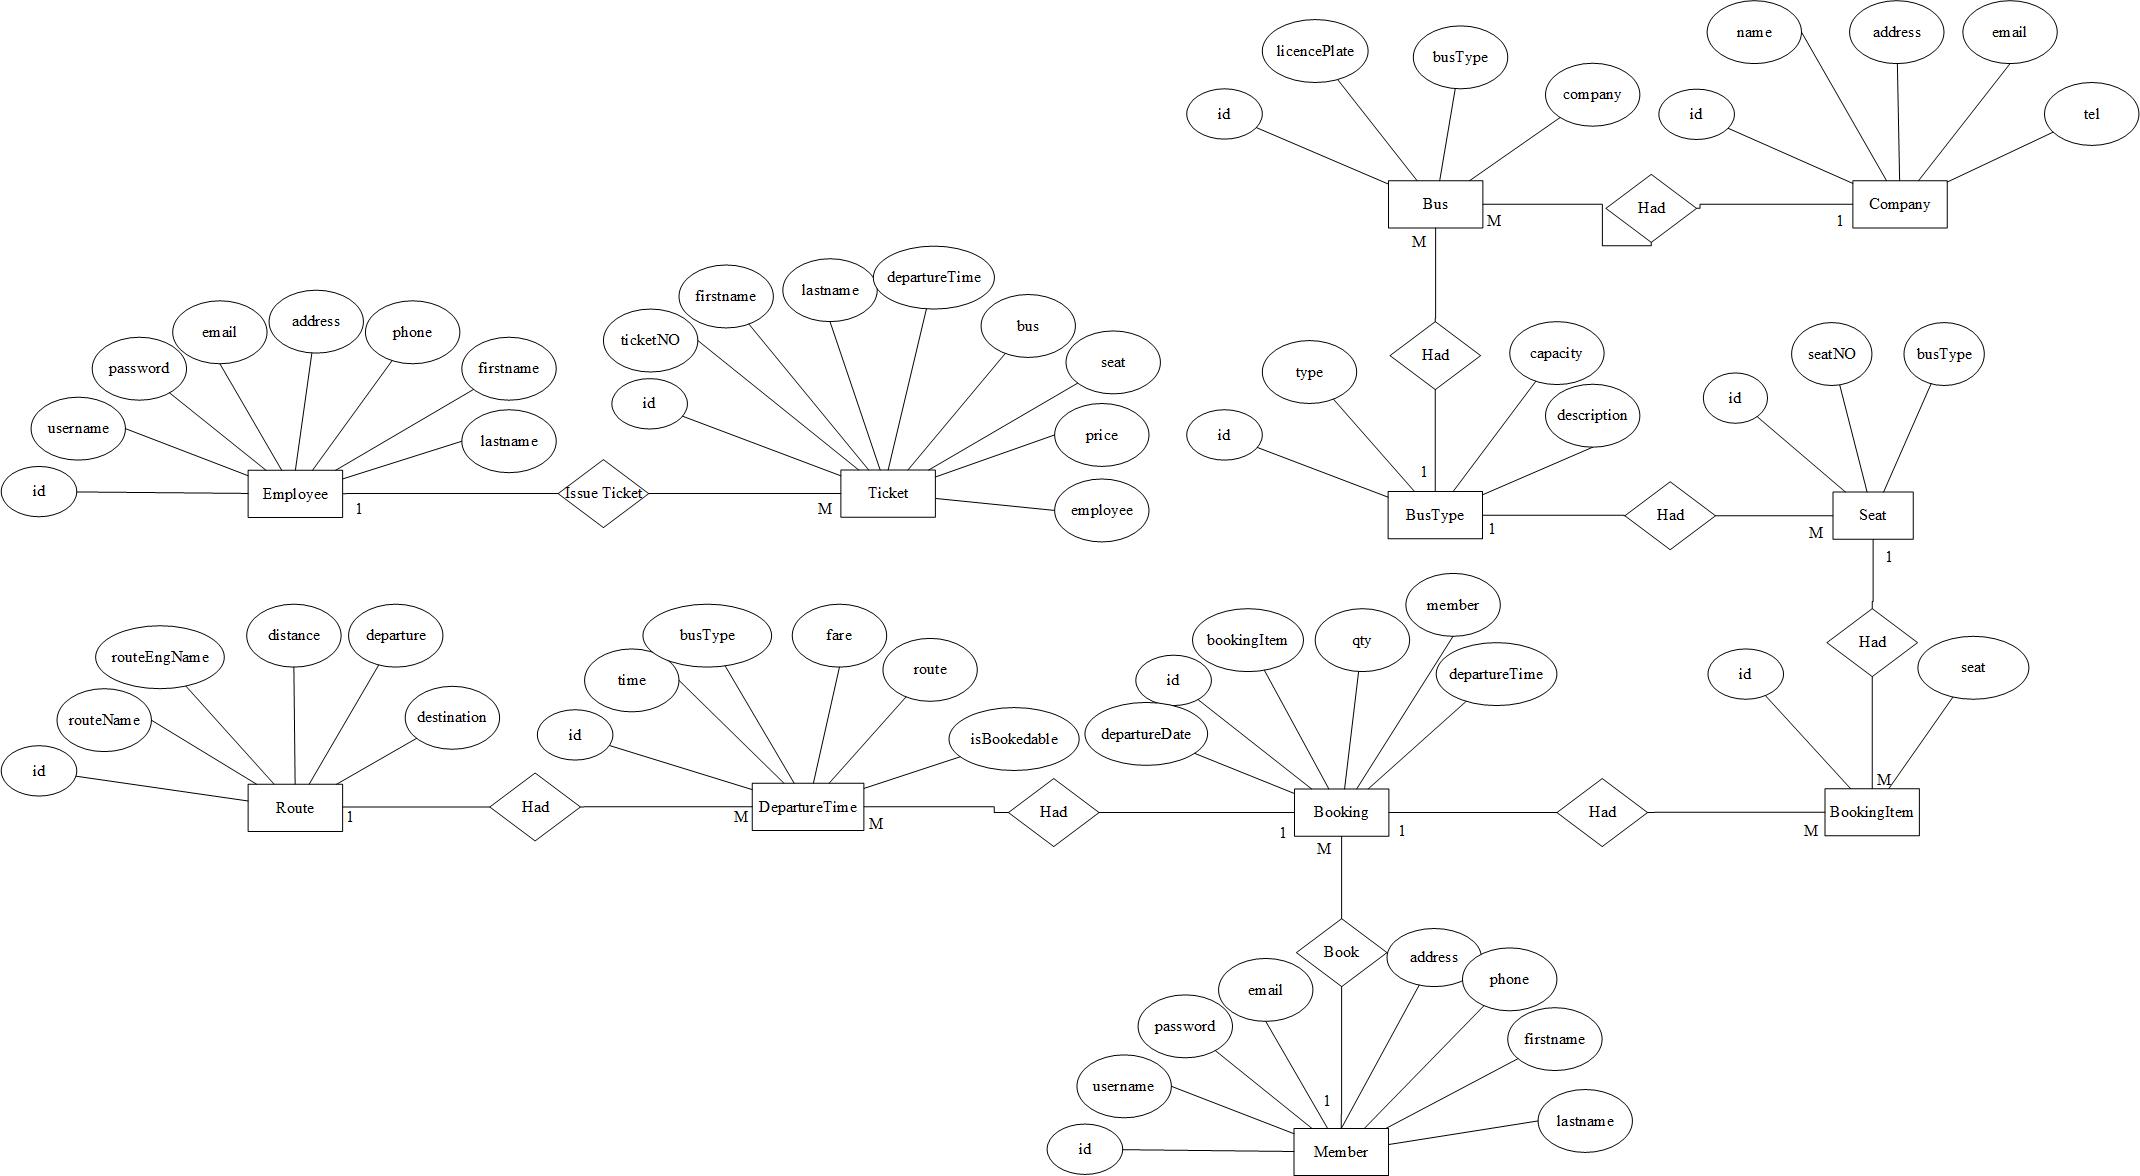 name
address
email
licencePlate
busType
company
id
id
tel
Bus
Had
Company
M
1
M
departureTime
lastname
firstname
bus
address
email
phone
ticketNO
seat
password
firstname
id
username
lastname
price
id
Employee
Issue Ticket
Ticket
employee
1
M
Had
capacity
type
seatNO
busType
id
description
id
1
BusType
Had
Seat
1
M
1
distance
departure
routeEngName
routeName
destination
id
Route
Had
1
M
busType
fare
route
time
id
isBookedable
DepartureTime
M
Had
1
member
bookingItem
qty
id
departureTime
departureDate
Booking
1
M
Had
M
Had
id
seat
M
BookingItem
Book
address
phone
email
password
firstname
username
1
lastname
id
Member